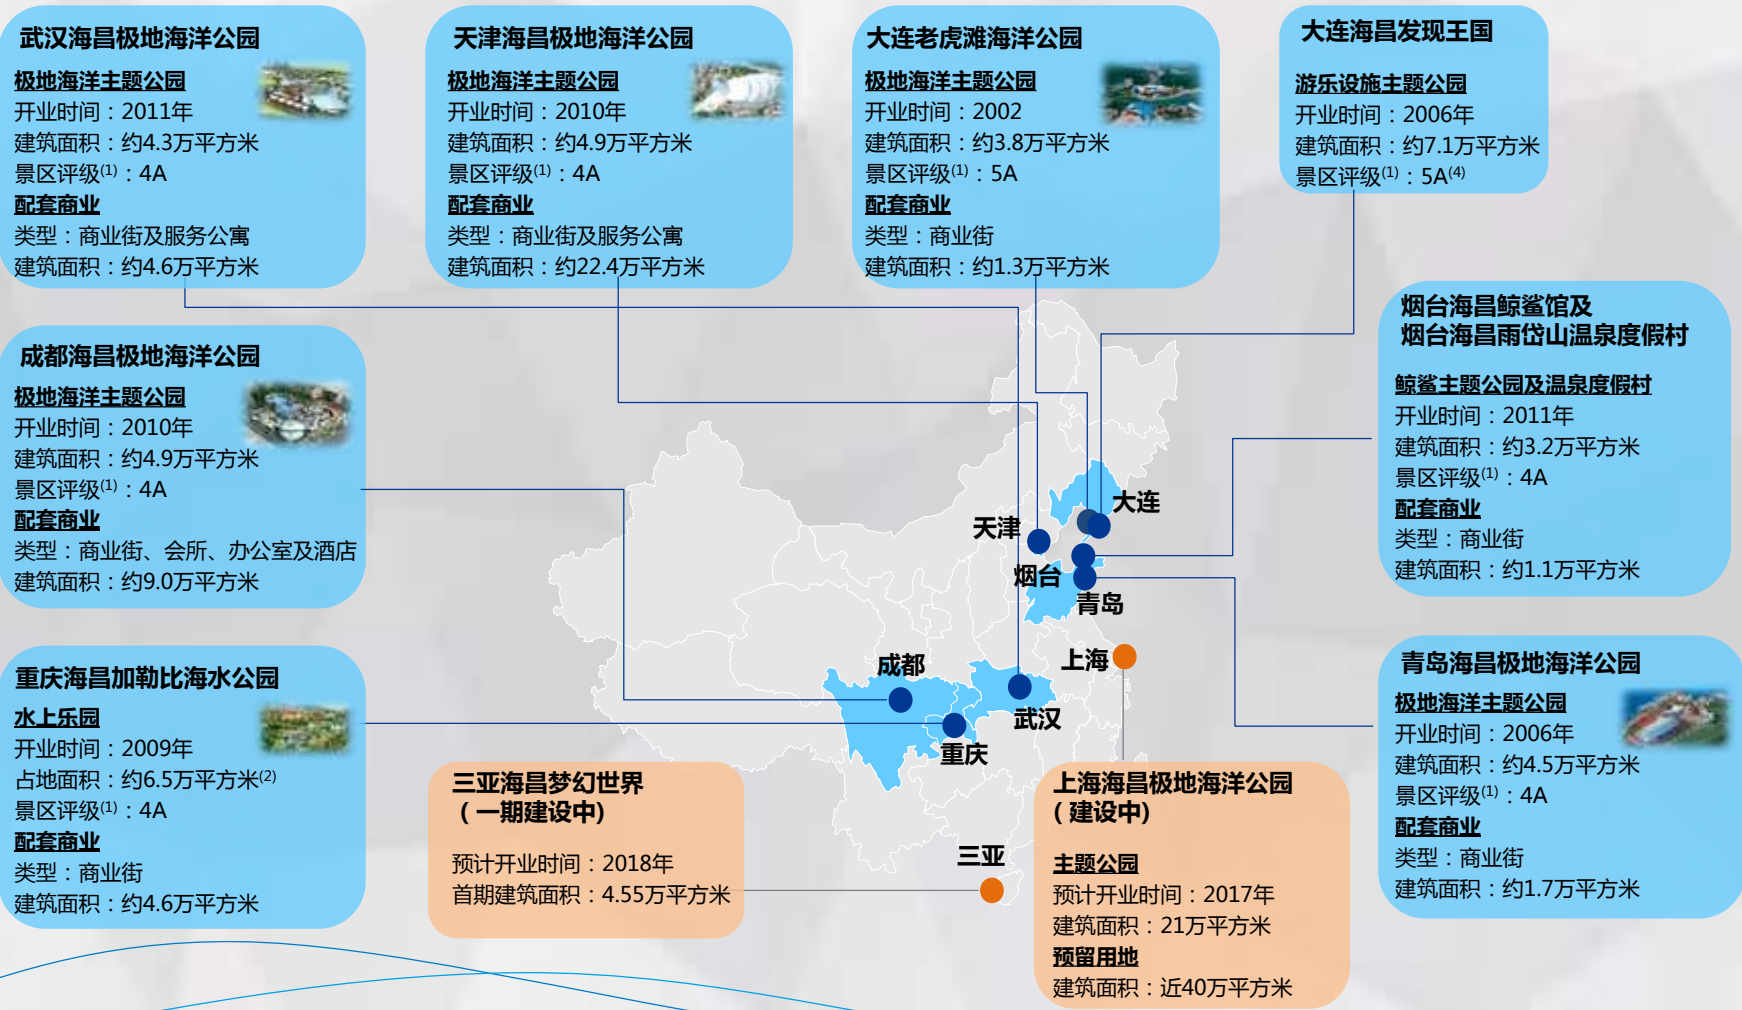 武汉海昌极地海洋公园
极地海洋主题公园
开业时间：2011年
建筑面积：约4.3万平方米
景区评级(1)：4A
配套商业
类型：商业街及服务公寓
建筑面积：约4.6万平方米
天津海昌极地海洋公园
极地海洋主题公园
开业时间：2010年
建筑面积：约4.9万平方米
景区评级(1)：4A
配套商业
类型：商业街及服务公寓
建筑面积：约22.4万平方米
大连老虎滩海洋公园
极地海洋主题公园
开业时间：2002
建筑面积：约3.8万平方米
景区评级(1)：5A
配套商业
类型：商业街
建筑面积：约1.3万平方米
大连海昌发现王国
游乐设施主题公园
开业时间：2006年
建筑面积：约7.1万平方米
景区评级(1)：5A(4)
成都海昌极地海洋公园
极地海洋主题公园
开业时间：2010年
建筑面积：约4.9万平方米
景区评级(1)：4A
配套商业
类型：商业街、会所、办公室及酒店
建筑面积：约9.0万平方米
烟台海昌鲸鲨馆及
烟台海昌雨岱山温泉度假村
鲸鲨主题公园及温泉度假村
开业时间：2011年
建筑面积：约3.2万平方米
景区评级(1)：4A
配套商业
类型：商业街
建筑面积：约1.1万平方米
大连
天津
烟台
青岛
上海
成都
武汉
重庆
三亚
重庆海昌加勒比海水公园
水上乐园
开业时间：2009年
占地面积：约6.5万平方米(2)
景区评级(1)：4A
配套商业
类型：商业街
建筑面积：约4.6万平方米
三亚海昌梦幻世界
（一期建设中)
预计开业时间：2018年
首期建筑面积：4.55万平方米
上海海昌极地海洋公园
（建设中)
主题公园
预计开业时间：2017年
建筑面积：21万平方米
预留用地
建筑面积：近40万平方米
青岛海昌极地海洋公园
极地海洋主题公园
开业时间：2006年
建筑面积：约4.5万平方米
景区评级(1)：4A
配套商业
类型：商业街
建筑面积：约1.7万平方米